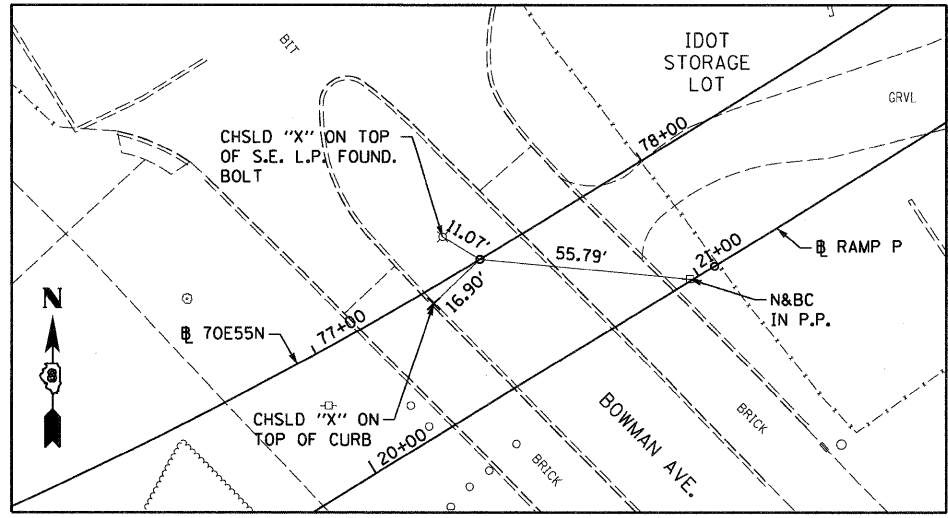 BIT
IDOT
STORAGE
LOT
GRVL
CHSLD "X" ON TOP
OF S.E. L.P. FOUND.
BOLT
78+00
11.07'
55.79'
21+00
℄ RAMP P
16.90'
N&BC
IN P.P.
N
S
℄ 70E55N
77+00
CHSLD "X" ON
TOP OF CURB
20+00
BRICK
BOWMAN AVE.
BRICK